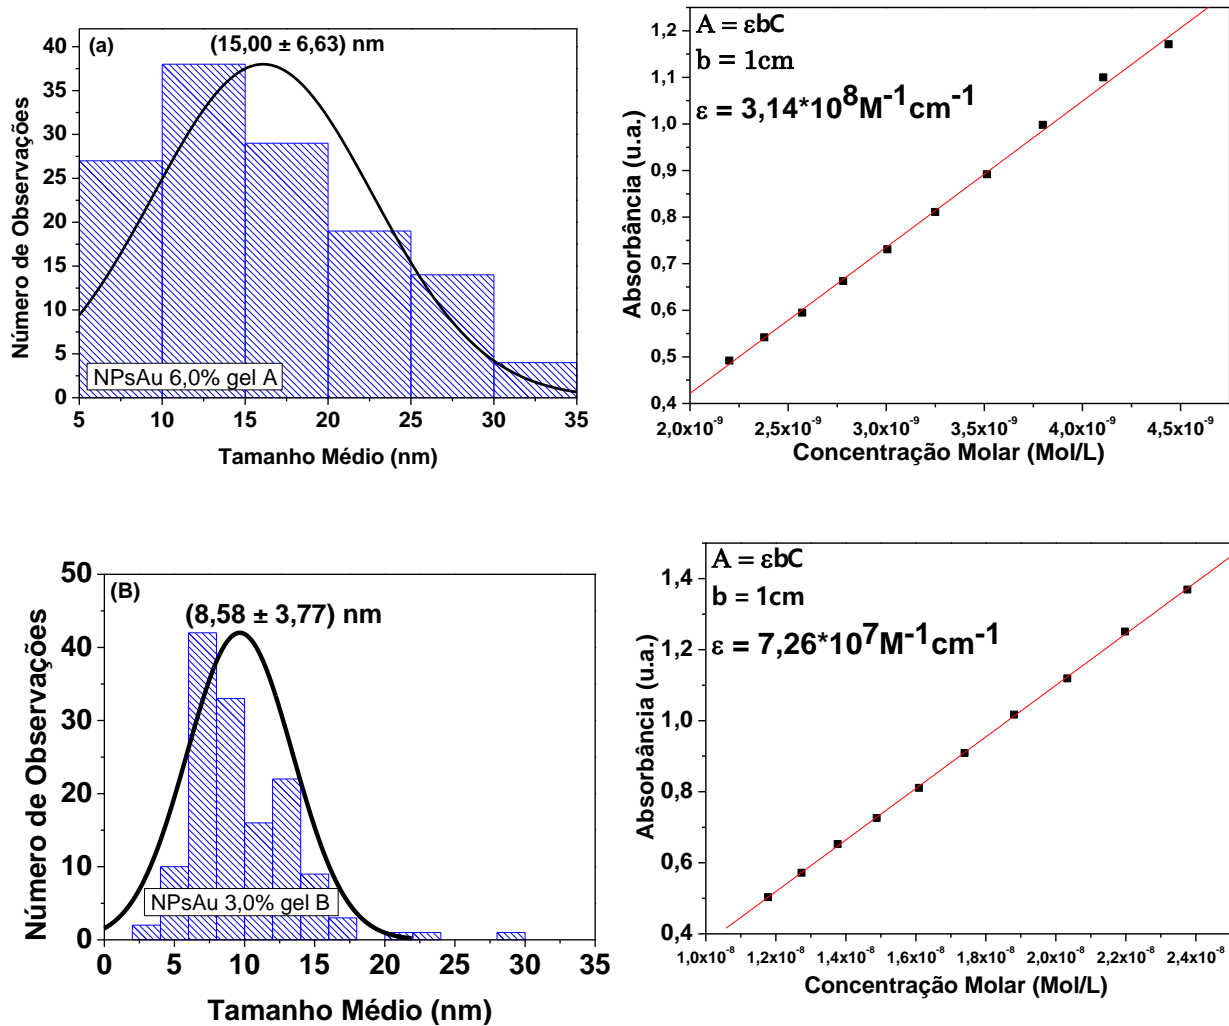 (a)
(15,00 ± 6,63) nm
Número de Observações
40
35
30
25
20
15
10
5
0
NPsAu 6,0% gel A
5 10 15 20 25 30 35
Tamanho Médio (nm)
A = εbC
b = 1cm
ε = 3,14*10⁸M⁻¹cm⁻¹
Absorbância (u.a.)
1,2
1,1
1,0
0,9
0,8
0,7
0,6
0,5
0,4
2,0x10⁻⁹ 2,5x10⁻⁹ 3,0x10⁻⁹ 3,5x10⁻⁹ 4,0x10⁻⁹ 4,5x10⁻⁹
Concentração Molar (Mol/L)
(B)
(8,58 ± 3,77) nm
Número de Observações
50
40
30
20
10
0
NPsAu 3,0% gel B
0 5 10 15 20 25 30 35
Tamanho Médio (nm)
A = εbC
b = 1cm
ε = 7,26*10⁷M⁻¹cm⁻¹
Absorbância (u.a.)
1,4
1,2
1,0
0,8
0,6
0,4
1,0x10⁻⁸ 1,2x10⁻⁸ 1,4x10⁻⁸ 1,6x10⁻⁸ 1,8x10⁻⁸ 2,0x10⁻⁸ 2,2x10⁻⁸ 2,4x10⁻⁸
Concentração Molar (Mol/L)